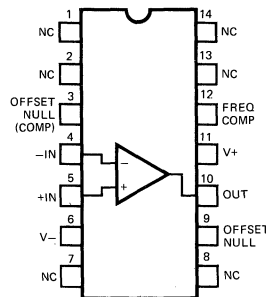 1
NC
2
NC
3
OFFSET
NULL
(COMP)
4
−IN
5
+IN
6
V−
7
NC
14
NC
13
NC
12
FREQ
COMP
11
V+
10
OUT
9
OFFSET
NULL
8
NC
−
+